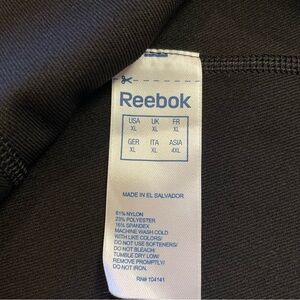 Reebok
USA UK FR
XL XL XL
GER ITA ASIA
XL XL 4XL
MADE IN EL SALVADOR
61% NYLON
23% POLYESTER
16% SPANDEX
MACHINE WASH COLD
WITH LIKE COLORS/
DO NOT USE SOFTENERS/
DO NOT BLEACH/
TUMBLE DRY LOW/
REMOVE PROMPTLY/
DO NOT IRON.
RN# 104141